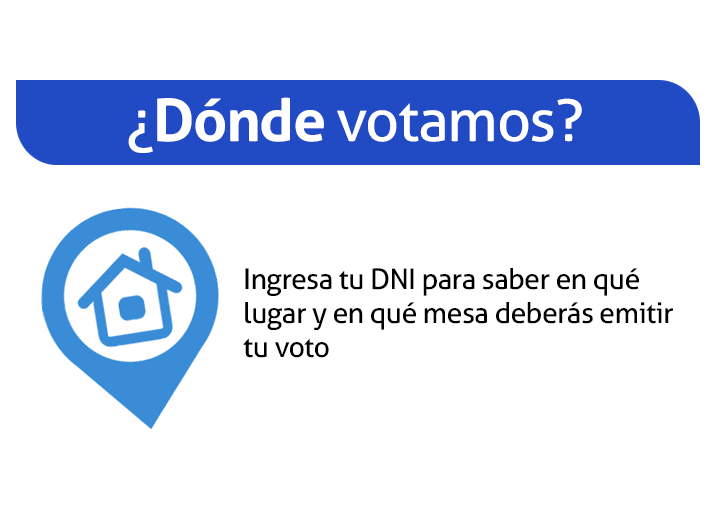 ¿Dónde votamos?
Ingresa tu DNI para saber en qué
lugar y en qué mesa deberás emitir
tu voto